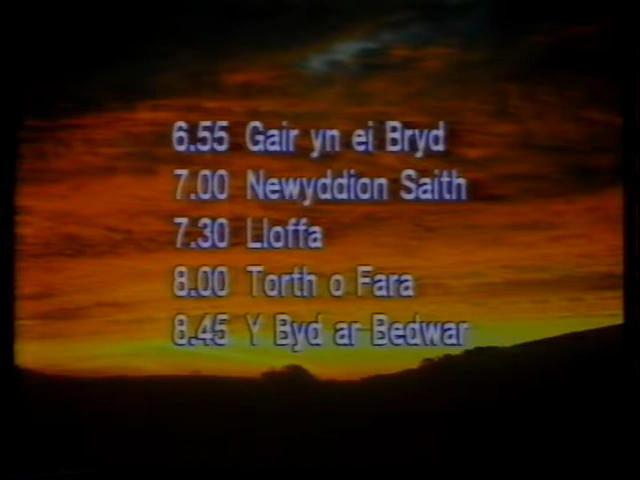 6.55 Gair yn ei Bryd
7.00 Newyddion Saith
7.30 Lloffa
8.00 Torth o Fara
8.45 Y Byd ar Bedwar